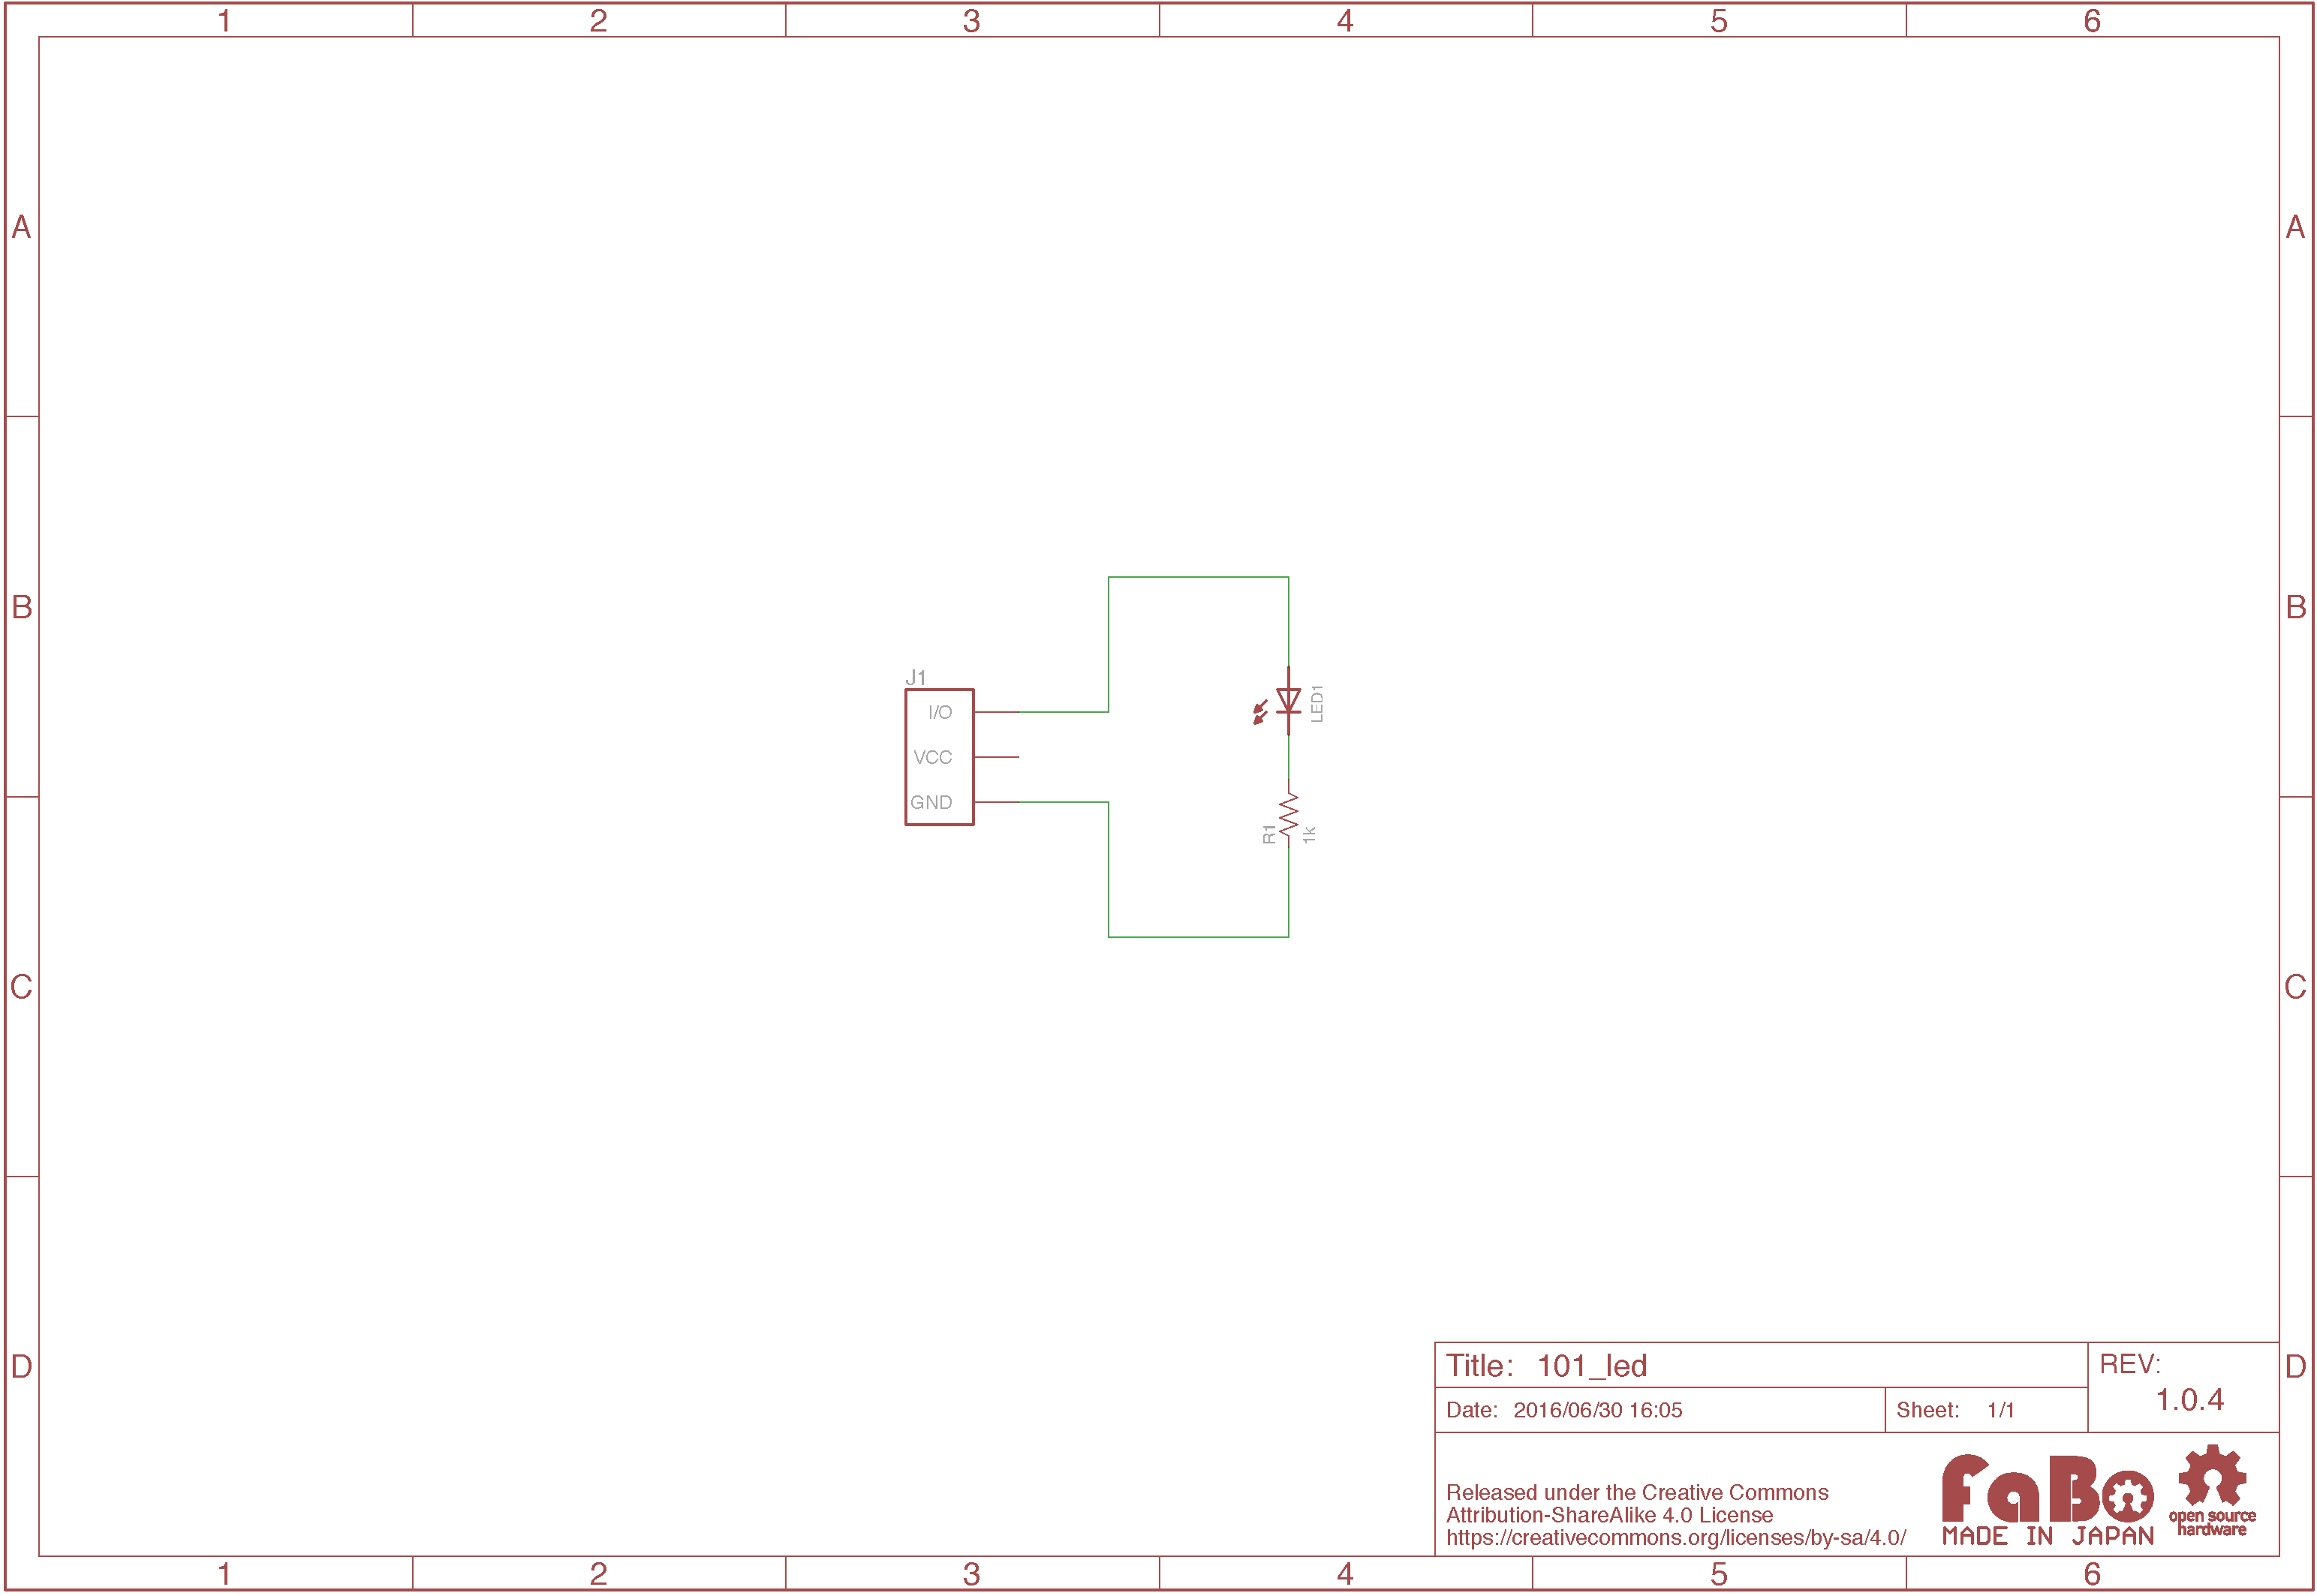 1 2 3 4 5 6
A A
B B
J1
I/O
VCC
GND
LED1
R1
1k
C C
D D
Title: 101_led
REV:
1.0.4
Date: 2016/06/30 16:05
Sheet: 1/1
Released under the Creative Commons
Attribution-ShareAlike 4.0 License
https://creativecommons.org/licenses/by-sa/4.0/
FaBo
MADE IN JAPAN
open source
hardware
1 2 3 4 5 6